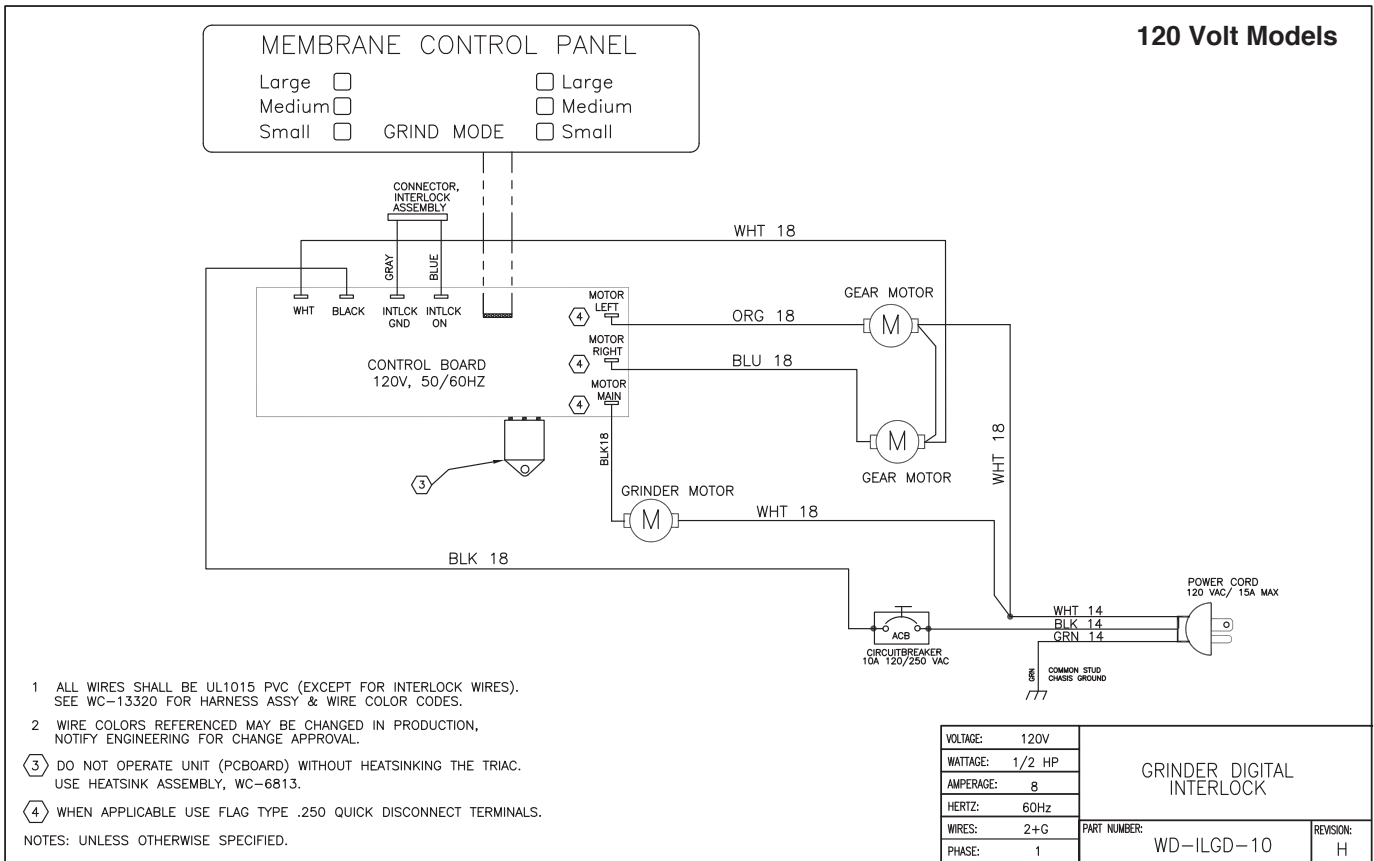 120 Volt Models
MEMBRANE CONTROL PANEL
Large Large
Medium Medium
Small GRIND MODE Small
CONNECTOR,
INTERLOCK
ASSEMBLY
WHT 18
GRAY
BLUE
WHT
BLACK
INTLCK
GND
INTLCK
ON
MOTOR
LEFT
4
ORG 18
GEAR MOTOR
M
MOTOR
RIGHT
4
BLU 18
CONTROL BOARD
120V, 50/60HZ
MOTOR
MAIN
4
BLK18
M
GEAR MOTOR
WHT 18
3
GRINDER MOTOR
M
WHT 18
BLK 18
POWER CORD
120 VAC/ 15A MAX
WHT 14
BLK 14
GRN 14
ACB
CIRCUITBREAKER
10A 120/250 VAC
GRN
COMMON STUD
CHASIS GROUND
1 ALL WIRES SHALL BE UL1015 PVC (EXCEPT FOR INTERLOCK WIRES).
SEE WC-13320 FOR HARNESS ASSY & WIRE COLOR CODES.
2 WIRE COLORS REFERENCED MAY BE CHANGED IN PRODUCTION,
NOTIFY ENGINEERING FOR CHANGE APPROVAL.
3 DO NOT OPERATE UNIT (PCBOARD) WITHOUT HEATSINKING THE TRIAC.
USE HEATSINK ASSEMBLY, WC-6813.
4 WHEN APPLICABLE USE FLAG TYPE .250 QUICK DISCONNECT TERMINALS.
NOTES: UNLESS OTHERWISE SPECIFIED.
VOLTAGE: 120V
WATTAGE: 1/2 HP
AMPERAGE: 8
HERTZ: 60Hz
WIRES: 2+G
PHASE: 1
GRINDER DIGITAL
INTERLOCK
PART NUMBER:
WD-ILGD-10
REVISION:
H